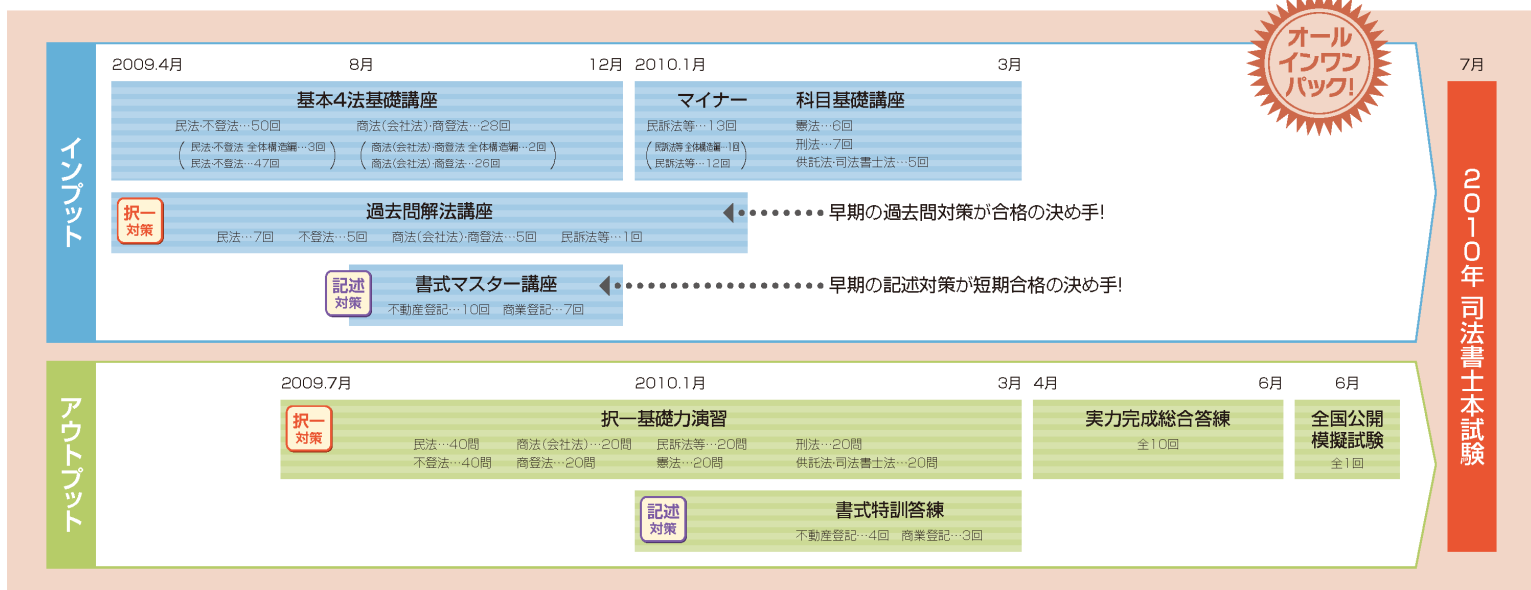 オール
インワン
パック!
インプット
2009.4月 8月 12月 2010.1月 3月
基本4法基礎講座
民法・不登法…50回 商法(会社法)・商登法…28回
(民法・不登法 全体構造編…3回 民法・不登法…47回)
(商法(会社法)・商登法 全体構造編…2回 商法(会社法)・商登法…26回)
マイナー 科目基礎講座
民訴法等…13回
(民訴法等 全体構造編…1回 民訴法等…12回)
憲法…6回
刑法…7回
供託法・司法書士法…5回
択一
対策
過去問解法講座
民法…7回 不登法…5回 商法(会社法)・商登法…5回 民訴法等…1回
早期の過去問対策が合格の決め手!
記述
対策
書式マスター講座
不動産登記…10回 商業登記…7回
早期の記述対策が短期合格の決め手!
アウトプット
2009.7月 2010.1月 3月 4月 6月 6月
択一
対策
択一基礎力演習
民法…40問 商法(会社法)…20問 民訴法等…20問 刑法…20問
不登法…40問 商登法…20問 憲法…20問 供託法・司法書士法…20問
実力完成総合答練
全10回
全国公開
模擬試験
全1回
記述
対策
書式特訓答練
不動産登記…4回 商業登記…3回
7月
2010年 司法書士本試験